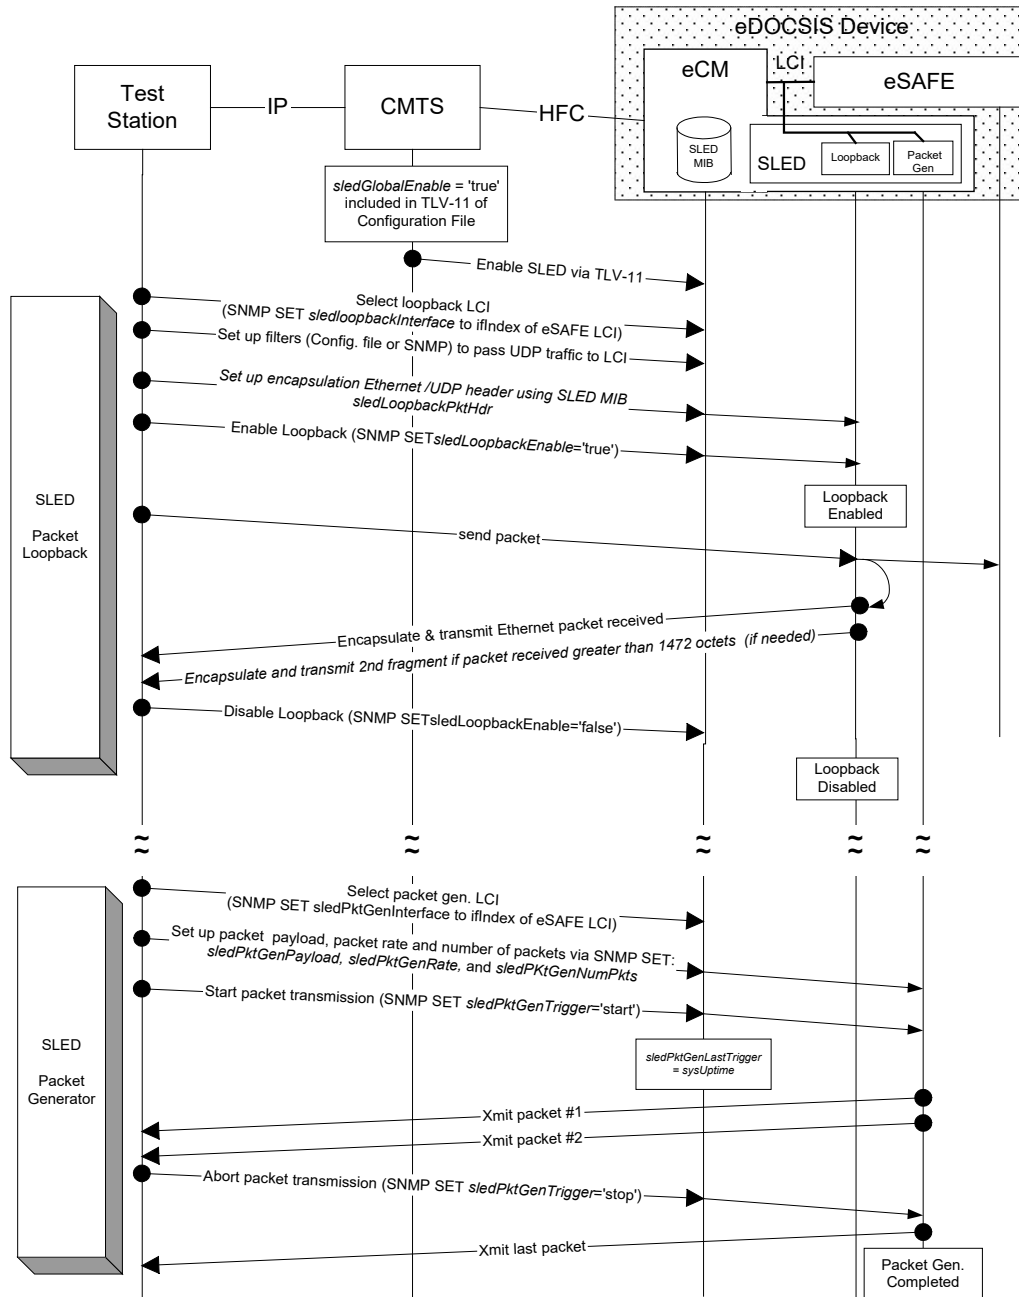 eDOCSIS Device
Test
Station
IP
CMTS
HFC
eCM
LCI
eSAFE
SLED
MIB
SLED
Loopback
Packet
Gen
sledGlobalEnable = 'true'
included in TLV-11 of
Configuration File
Enable SLED via TLV-11
Select loopback LCI
(SNMP SET sledloopbackInterface to ifIndex of eSAFE LCI)
Set up filters (Config. file or SNMP) to pass UDP traffic to LCI
Set up encapsulation Ethernet /UDP header using SLED MIB
sledLoopbackPktHdr
Enable Loopback (SNMP SETsledLoopbackEnable='true')
SLED
Packet
Loopback
Loopback
Enabled
send packet
Encapsulate & transmit Ethernet packet received
Encapsulate and transmit 2nd fragment if packet received greater than 1472 octets (if needed)
Disable Loopback (SNMP SETsledLoopbackEnable='false')
Loopback
Disabled
≈ ≈ ≈ ≈ ≈
Select packet gen. LCI
(SNMP SET sledPktGenInterface to ifIndex of eSAFE LCI)
Set up packet payload, packet rate and number of packets via SNMP SET:
sledPktGenPayload, sledPktGenRate, and sledPKtGenNumPkts
Start packet transmission (SNMP SET sledPktGenTrigger='start')
SLED
Packet
Generator
sledPktGenLastTrigger
= sysUptime
Xmit packet #1
Xmit packet #2
Abort packet transmission (SNMP SET sledPktGenTrigger='stop')
Xmit last packet
Packet Gen.
Completed